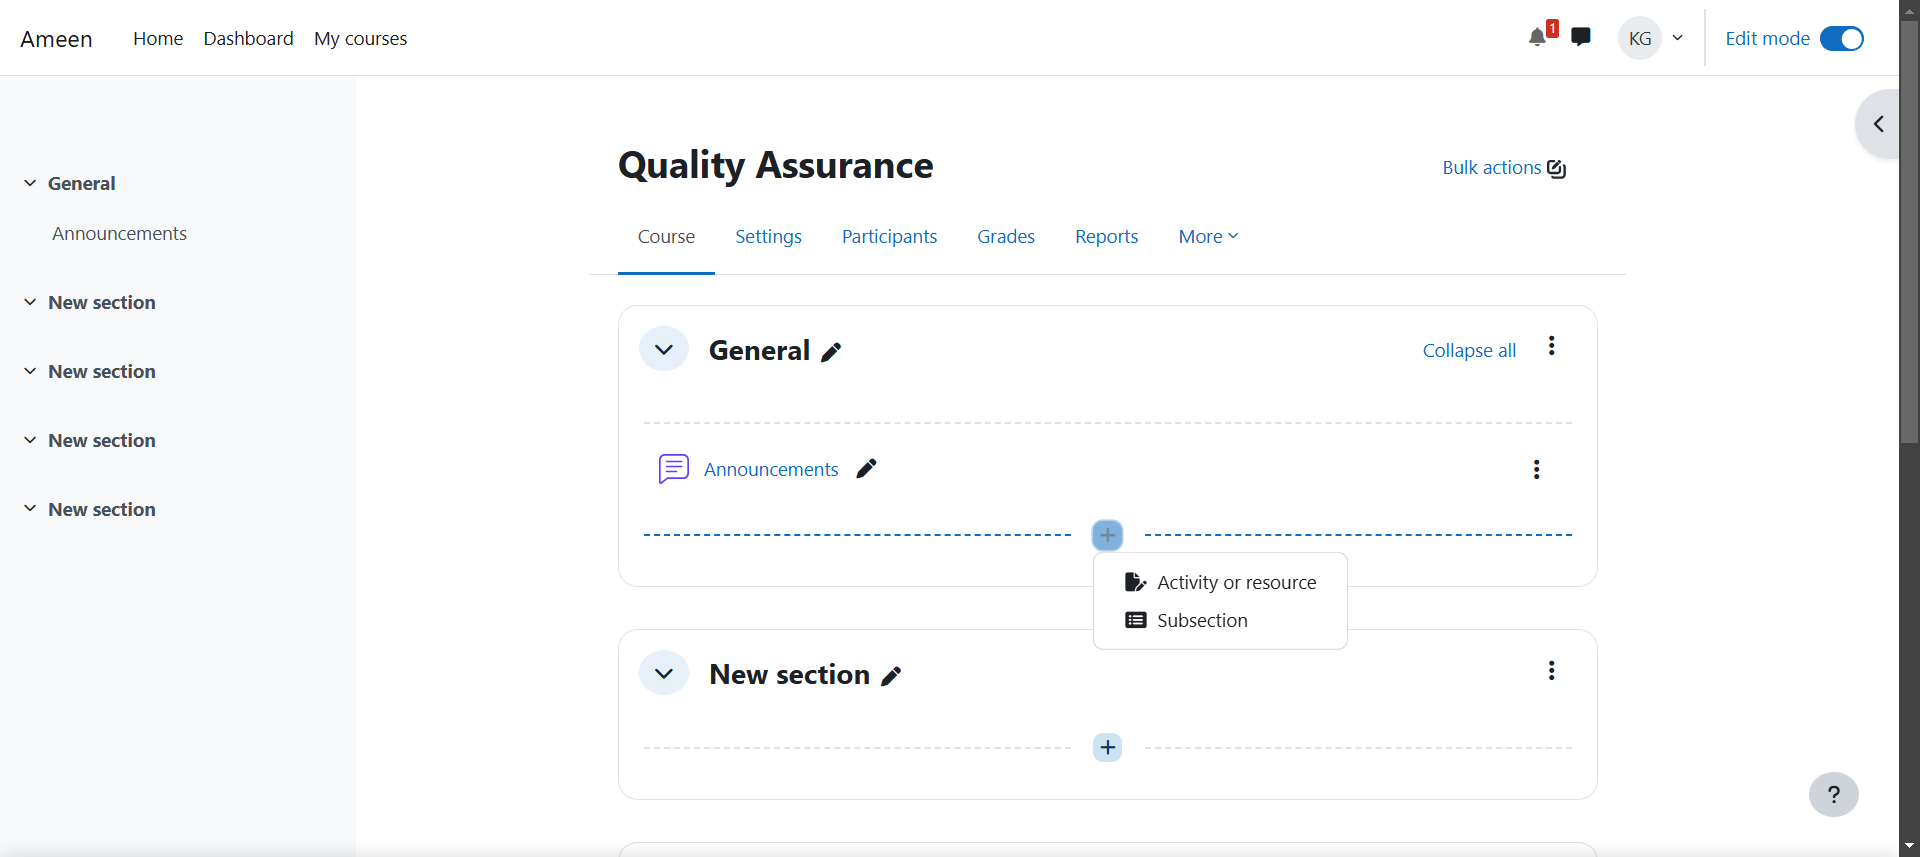 Ameen Home Dashboard My courses 1 KG Edit mode
General
Announcements
New section
New section
New section
New section
Quality Assurance
Bulk actions
Course Settings Participants Grades Reports More
General
Collapse all
Announcements
+
Activity or resource
Subsection
New section
+
?